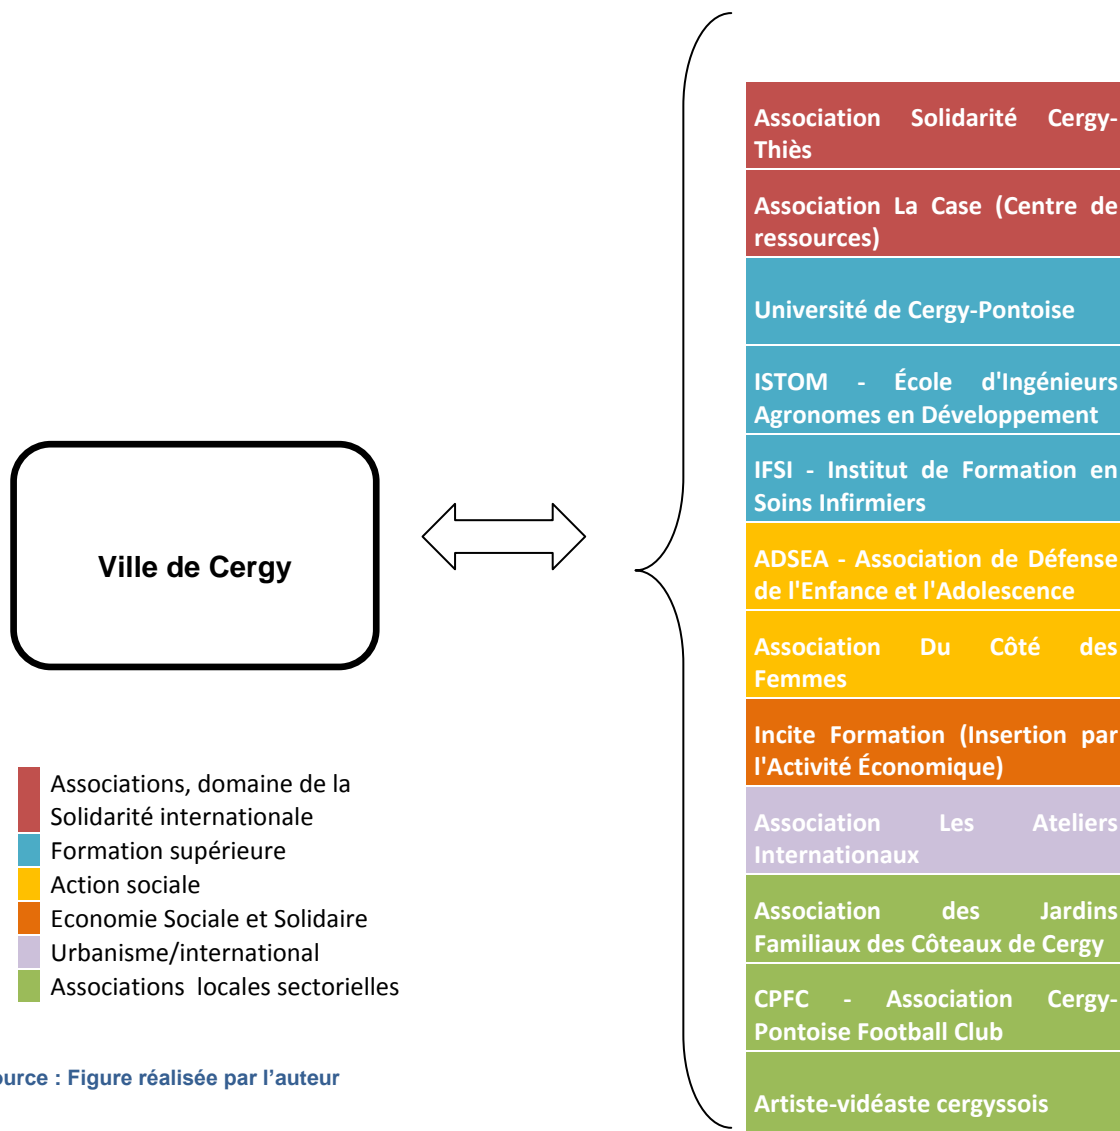 Association Solidarité Cergy-
Thiès
Association La Case (Centre de
ressources)
Université de Cergy-Pontoise
ISTOM - École d'Ingénieurs
Agronomes en Développement
IFSI - Institut de Formation en
Soins Infirmiers
ADSEA - Association de Défense
de l'Enfance et l'Adolescence
Association Du Côté des
Femmes
Incite Formation (Insertion par
l'Activité Économique)
Association Les Ateliers
Internationaux
Association des Jardins
Familiaux des Côteaux de Cergy
CPFC - Association Cergy-
Pontoise Football Club
Artiste-vidéaste cergyssois
Ville de Cergy
Associations, domaine de la
Solidarité internationale
Formation supérieure
Action sociale
Economie Sociale et Solidaire
Urbanisme/international
Associations locales sectorielles
ource : Figure réalisée par l'auteur